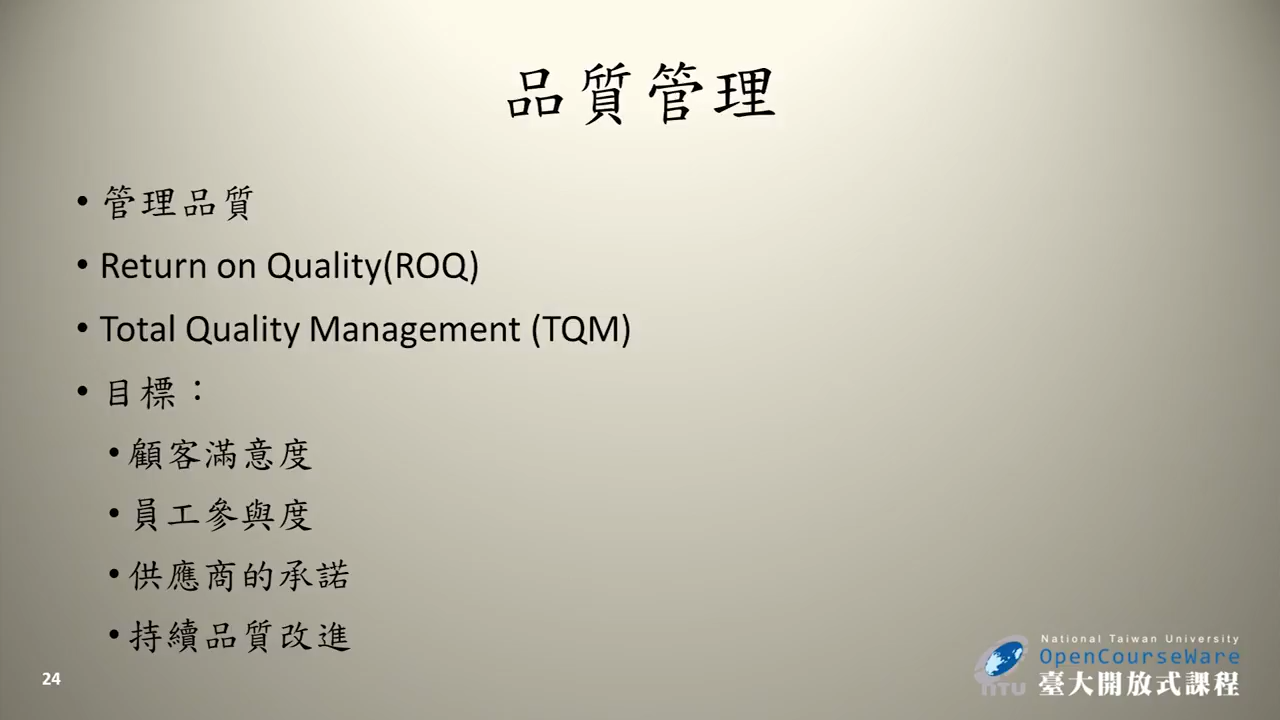 品質管理
• 管理品質
• Return on Quality(ROQ)
• Total Quality Management (TQM)
• 目標：
• 顧客滿意度
• 員工參與度
• 供應商的承諾
• 持續品質改進
24
National Taiwan University
OpenCourseWare
NTU 臺大開放式課程